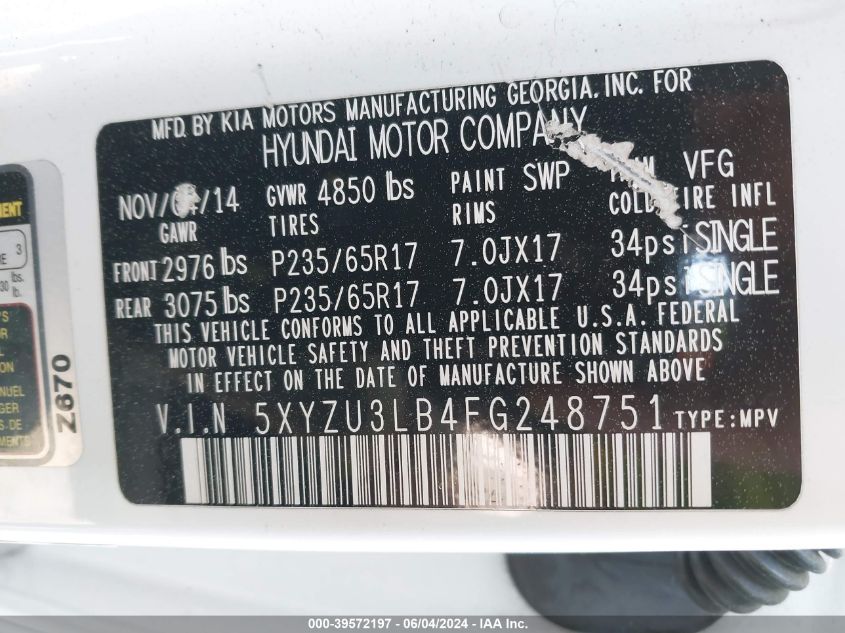 MFD. BY KIA MOTORS MANUFACTURING GEORGIA. INC. FOR
HYUNDAI MOTOR COMPANY
NOV/ /14 GVWR 4850 lbs PAINT SWP VFG
GAWR TIRES RIMS COLD TIRE INFL
FRONT 2976 lbs P235/65R17 7.0JX17 34psi SINGLE
REAR 3075 lbs P235/65R17 7.0JX17 34psi SINGLE
THIS VEHICLE CONFORMS TO ALL APPLICABLE U.S.A. FEDERAL
MOTOR VEHICLE SAFETY AND THEFT PREVENTION STANDARDS
IN EFFECT ON THE DATE OF MANUFACTURE SHOWN ABOVE
V.I.N 5XYZU3LB4FG248751 TYPE:MPV
Z670
000-39572197 - 06/04/2024 - IAA Inc.